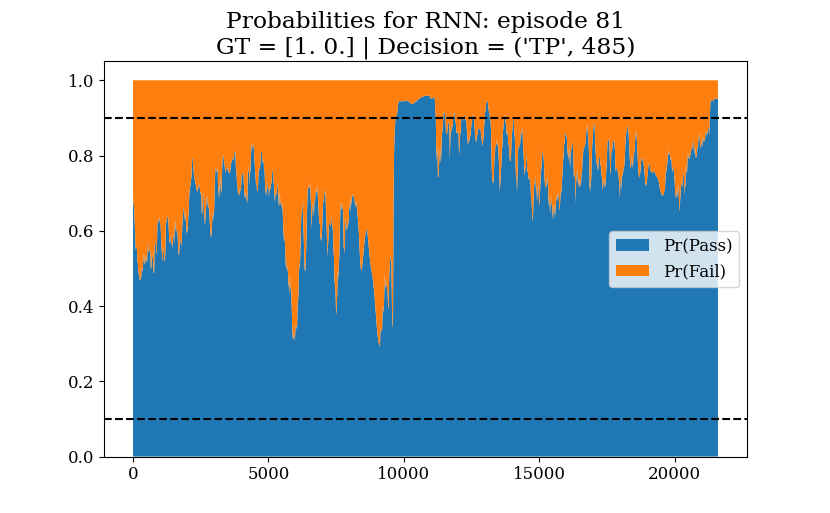 Probabilities for RNN: episode 81
GT = [1. 0.] | Decision = ('TP', 485)
1.0
0.8
0.6
0.4
0.2
0.0
Pr(Pass)
Pr(Fail)
0
5000
10000
15000
20000